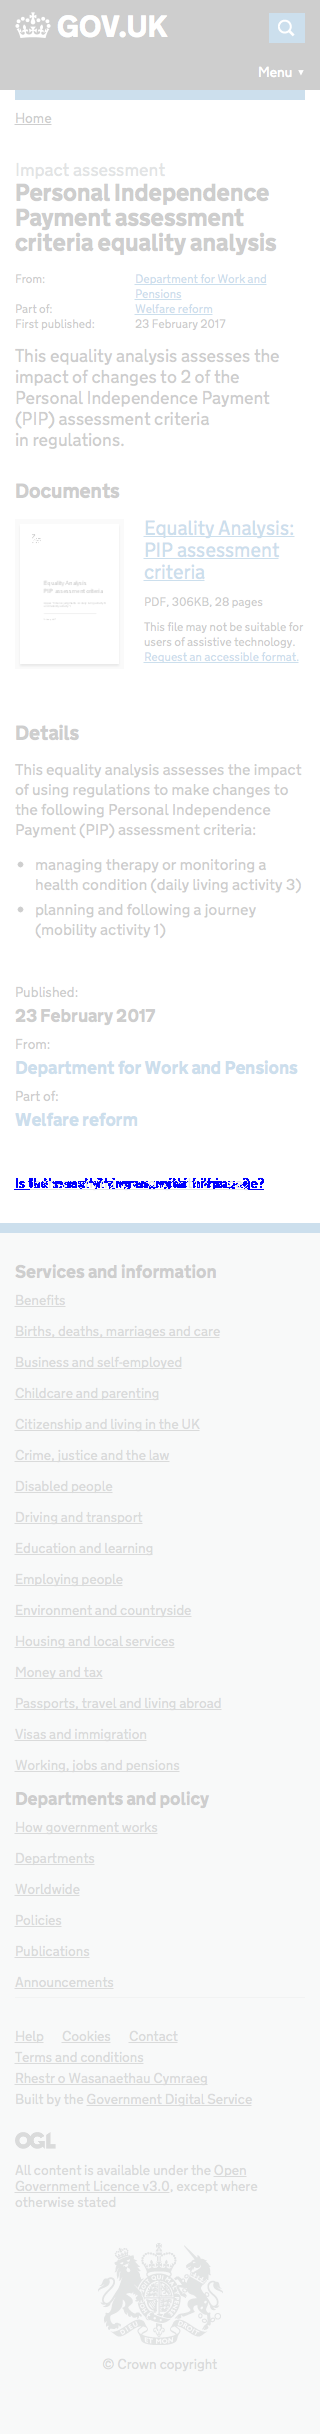 GOV.UK
Menu ▼
Home
Impact assessment
Personal Independence
Payment assessment
criteria equality analysis
From: Department for Work and
Pensions
Part of: Welfare reform
First published: 23 February 2017
This equality analysis assesses the
impact of changes to 2 of the
Personal Independence Payment
(PIP) assessment criteria
in regulations.
Documents
Equality Analysis
PIP assessment criteria
Equality Analysis:
PIP assessment
criteria
PDF, 306KB, 28 pages
This file may not be suitable for
users of assistive technology.
Request an accessible format.
Details
This equality analysis assesses the impact
of using regulations to make changes to
the following Personal Independence
Payment (PIP) assessment criteria:
• managing therapy or monitoring a
health condition (daily living activity 3)
• planning and following a journey
(mobility activity 1)
Published:
23 February 2017
From:
Department for Work and Pensions
Part of:
Welfare reform
Is
Services and information
Benefits
Births, deaths, marriages and care
Business and self-employed
Childcare and parenting
Citizenship and living in the UK
Crime, justice and the law
Disabled people
Driving and transport
Education and learning
Employing people
Environment and countryside
Housing and local services
Money and tax
Passports, travel and living abroad
Visas and immigration
Working, jobs and pensions
Departments and policy
How government works
Departments
Worldwide
Policies
Publications
Announcements
Help Cookies Contact
Terms and conditions
Rhestr o Wasanaethau Cymraeg
Built by the Government Digital Service
OGL
All content is available under the Open
Government Licence v3.0, except where
otherwise stated
© Crown copyright